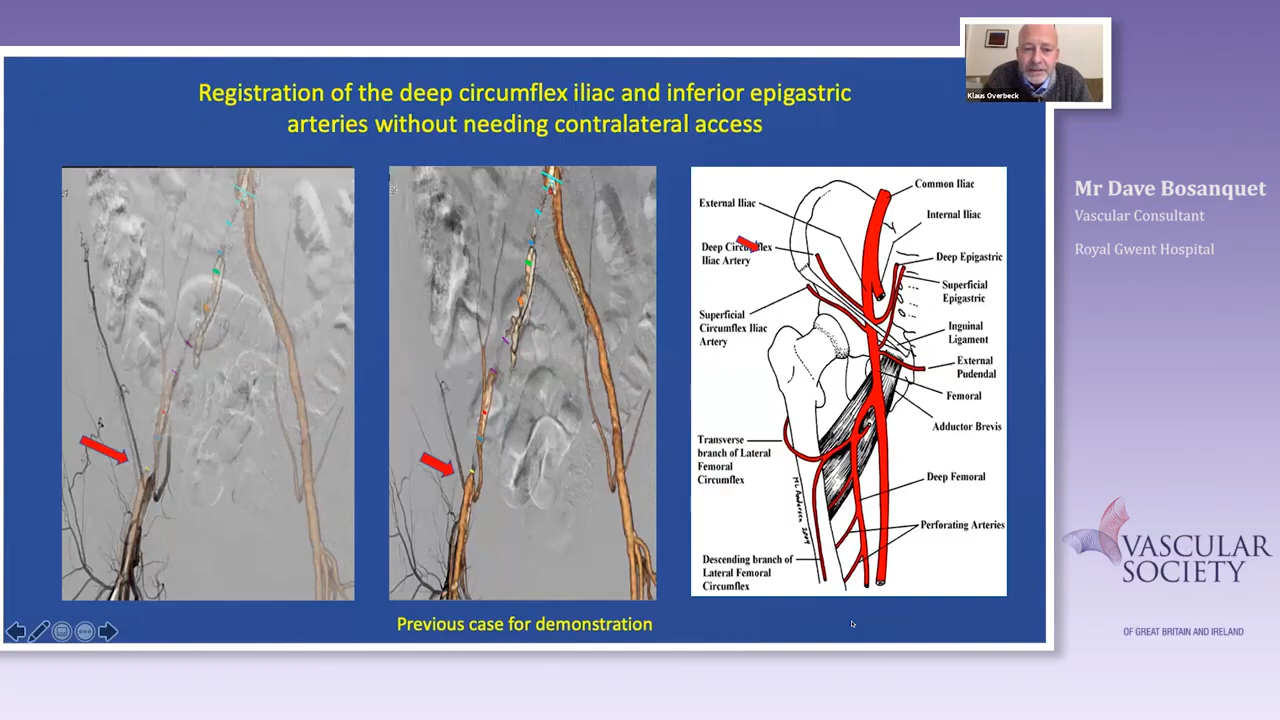 Registration of the deep circumflex iliac and inferior epigastric
arteries without needing contralateral access
Klaus Overbeck
Mr Dave Bosanquet
Vascular Consultant
Royal Gwent Hospital
Common Iliac
External Iliac
Internal Iliac
Deep Circumflex
Iliac Artery
Deep Epigastric
Superficial
Epigastric
Superficial
Circumflex Iliac
Artery
Inguinal
Ligament
External
Pudendal
Femoral
Adductor Brevis
Transverse
branch of Lateral
Femoral
Circumflex
Deep Femoral
Perforating Arteries
Descending branch of
Lateral Femoral
Circumflex
Previous case for demonstration
VASCULAR
SOCIETY
OF GREAT BRITAIN AND IRELAND